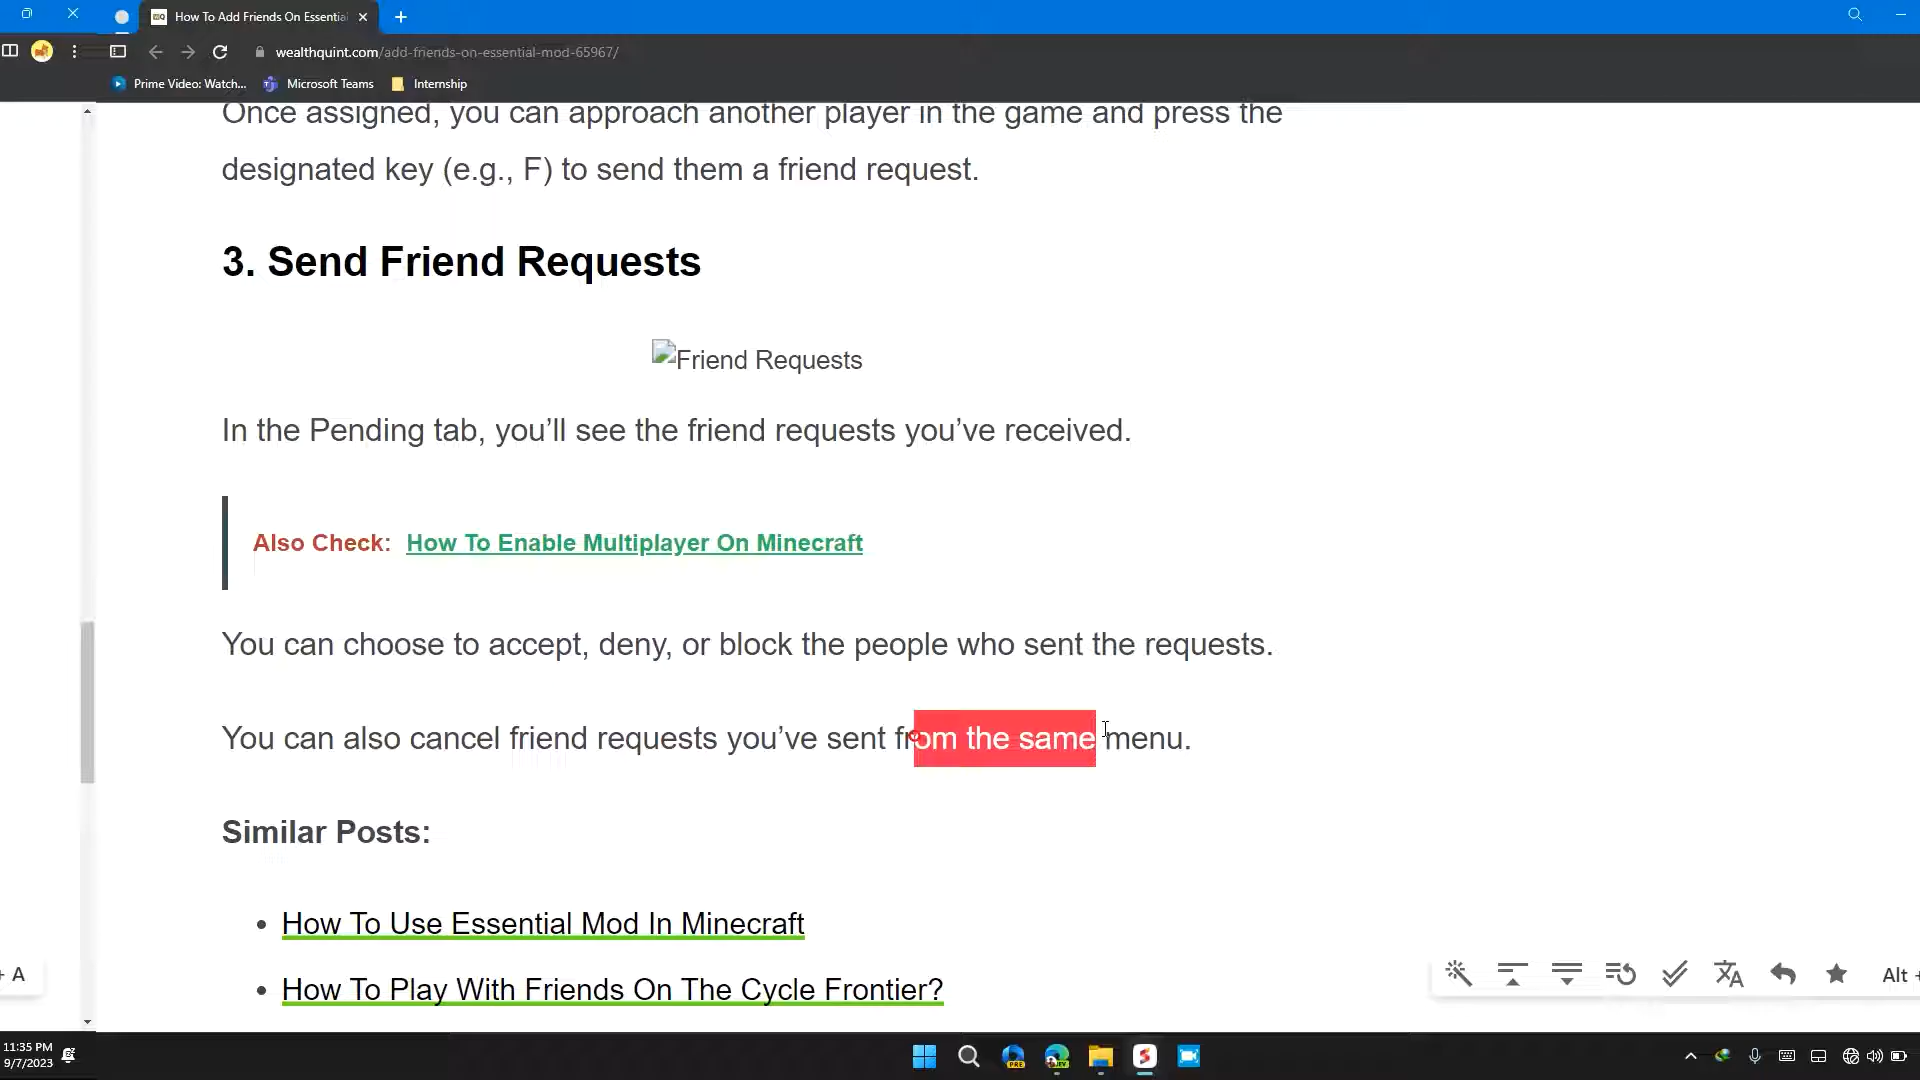 How To Add Friends On Essential
wealthquint.com/add-friends-on-essential-mod-65967/
Prime Video: Watch... Microsoft Teams Internship
Once assigned, you can approach another player in the game and press the
designated key (e.g., F) to send them a friend request.
3. Send Friend Requests
Friend Requests
In the Pending tab, you’ll see the friend requests you’ve received.
Also Check: How To Enable Multiplayer On Minecraft
You can choose to accept, deny, or block the people who sent the requests.
You can also cancel friend requests you’ve sent from the same menu.
Similar Posts:
• How To Use Essential Mod In Minecraft
• How To Play With Friends On The Cycle Frontier?
+ A
Alt +
11:35 PM
9/7/2023
PRE